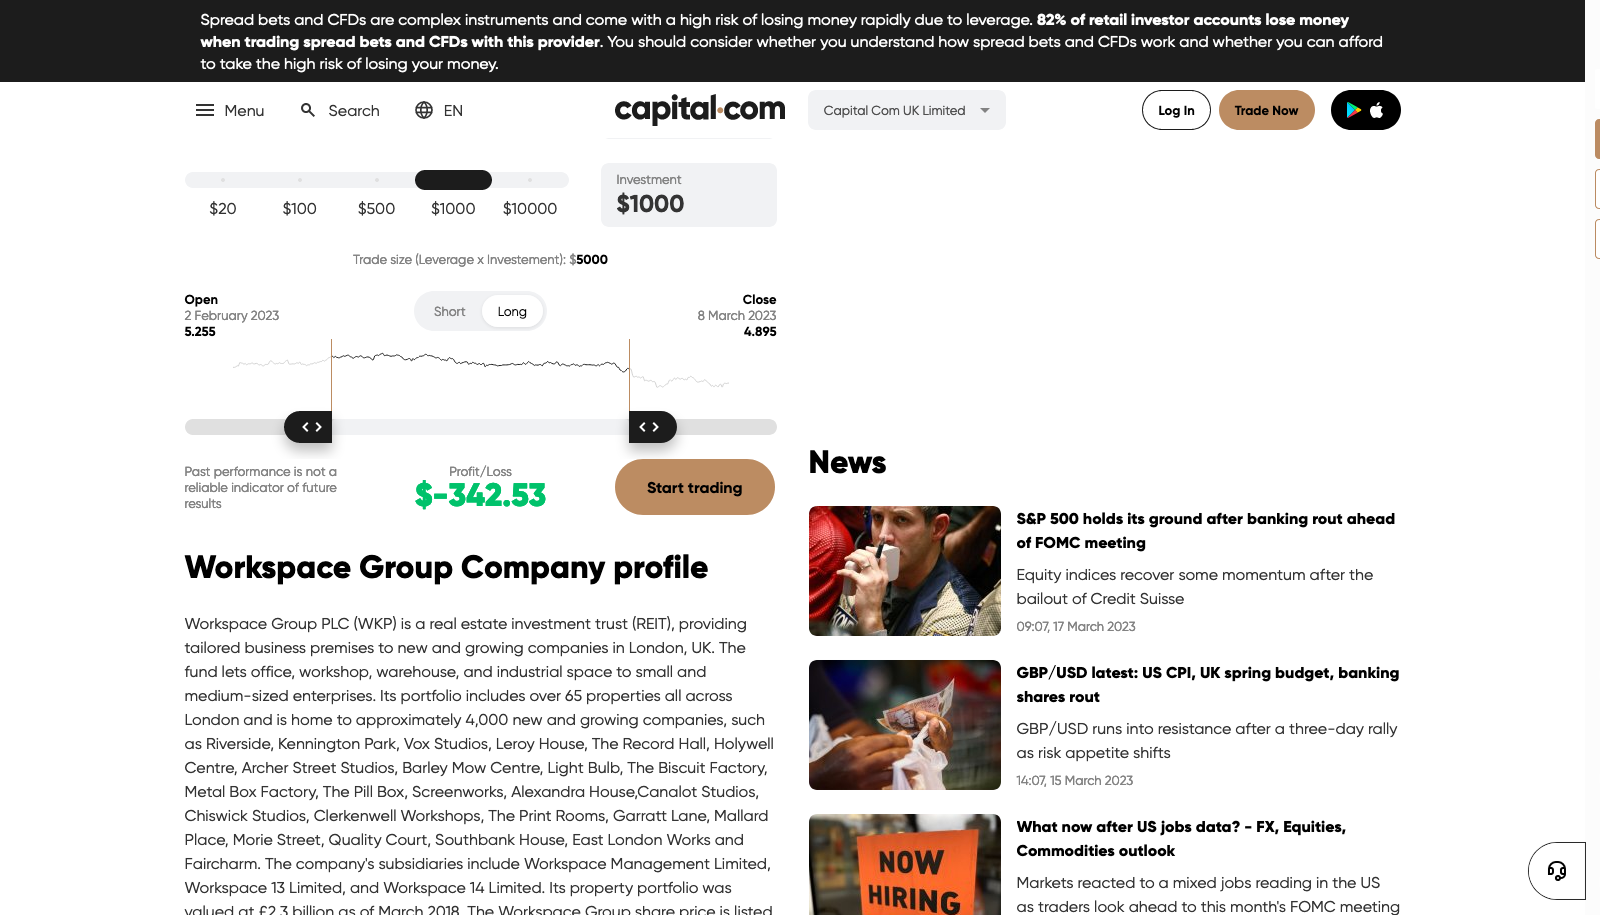 Spread bets and CFDs are complex instruments and come with a high risk of losing money rapidly due to leverage. 82% of retail investor accounts lose money
when trading spread bets and CFDs with this provider. You should consider whether you understand how spread bets and CFDs work and whether you can afford
to take the high risk of losing your money.
Menu
Search
EN
capital.com
Capital Com UK Limited
Log In
Trade Now
$20
$100
$500
$1000
$10000
Investment
$1000
Trade size (Leverage x Investement): $5000
Open
2 February 2023
5.255
Short
Long
Close
8 March 2023
4.895
Past performance is not a
reliable indicator of future
results
Profit/Loss
$-342.53
Start trading
Workspace Group Company profile
Workspace Group PLC (WKP) is a real estate investment trust (REIT), providing
tailored business premises to new and growing companies in London, UK. The
fund lets office, workshop, warehouse, and industrial space to small and
medium-sized enterprises. Its portfolio includes over 65 properties all across
London and is home to approximately 4,000 new and growing companies, such
as Riverside, Kennington Park, Vox Studios, Leroy House, The Record Hall, Holywell
Centre, Archer Street Studios, Barley Mow Centre, Light Bulb, The Biscuit Factory,
Metal Box Factory, The Pill Box, Screenworks, Alexandra House,Canalot Studios,
Chiswick Studios, Clerkenwell Workshops, The Print Rooms, Garratt Lane, Mallard
Place, Morie Street, Quality Court, Southbank House, East London Works and
Faircharm. The company's subsidiaries include Workspace Management Limited,
Workspace 13 Limited, and Workspace 14 Limited. Its property portfolio was
valued at £2.3 billion as of March 2018. The Workspace Group share price is listed
News
S&P 500 holds its ground after banking rout ahead
of FOMC meeting
Equity indices recover some momentum after the
bailout of Credit Suisse
09:07, 17 March 2023
GBP/USD latest: US CPI, UK spring budget, banking
shares rout
GBP/USD runs into resistance after a three-day rally
as risk appetite shifts
14:07, 15 March 2023
NOW
HIRING
What now after US jobs data? - FX, Equities,
Commodities outlook
Markets reacted to a mixed jobs reading in the US
as traders look ahead to this month's FOMC meeting